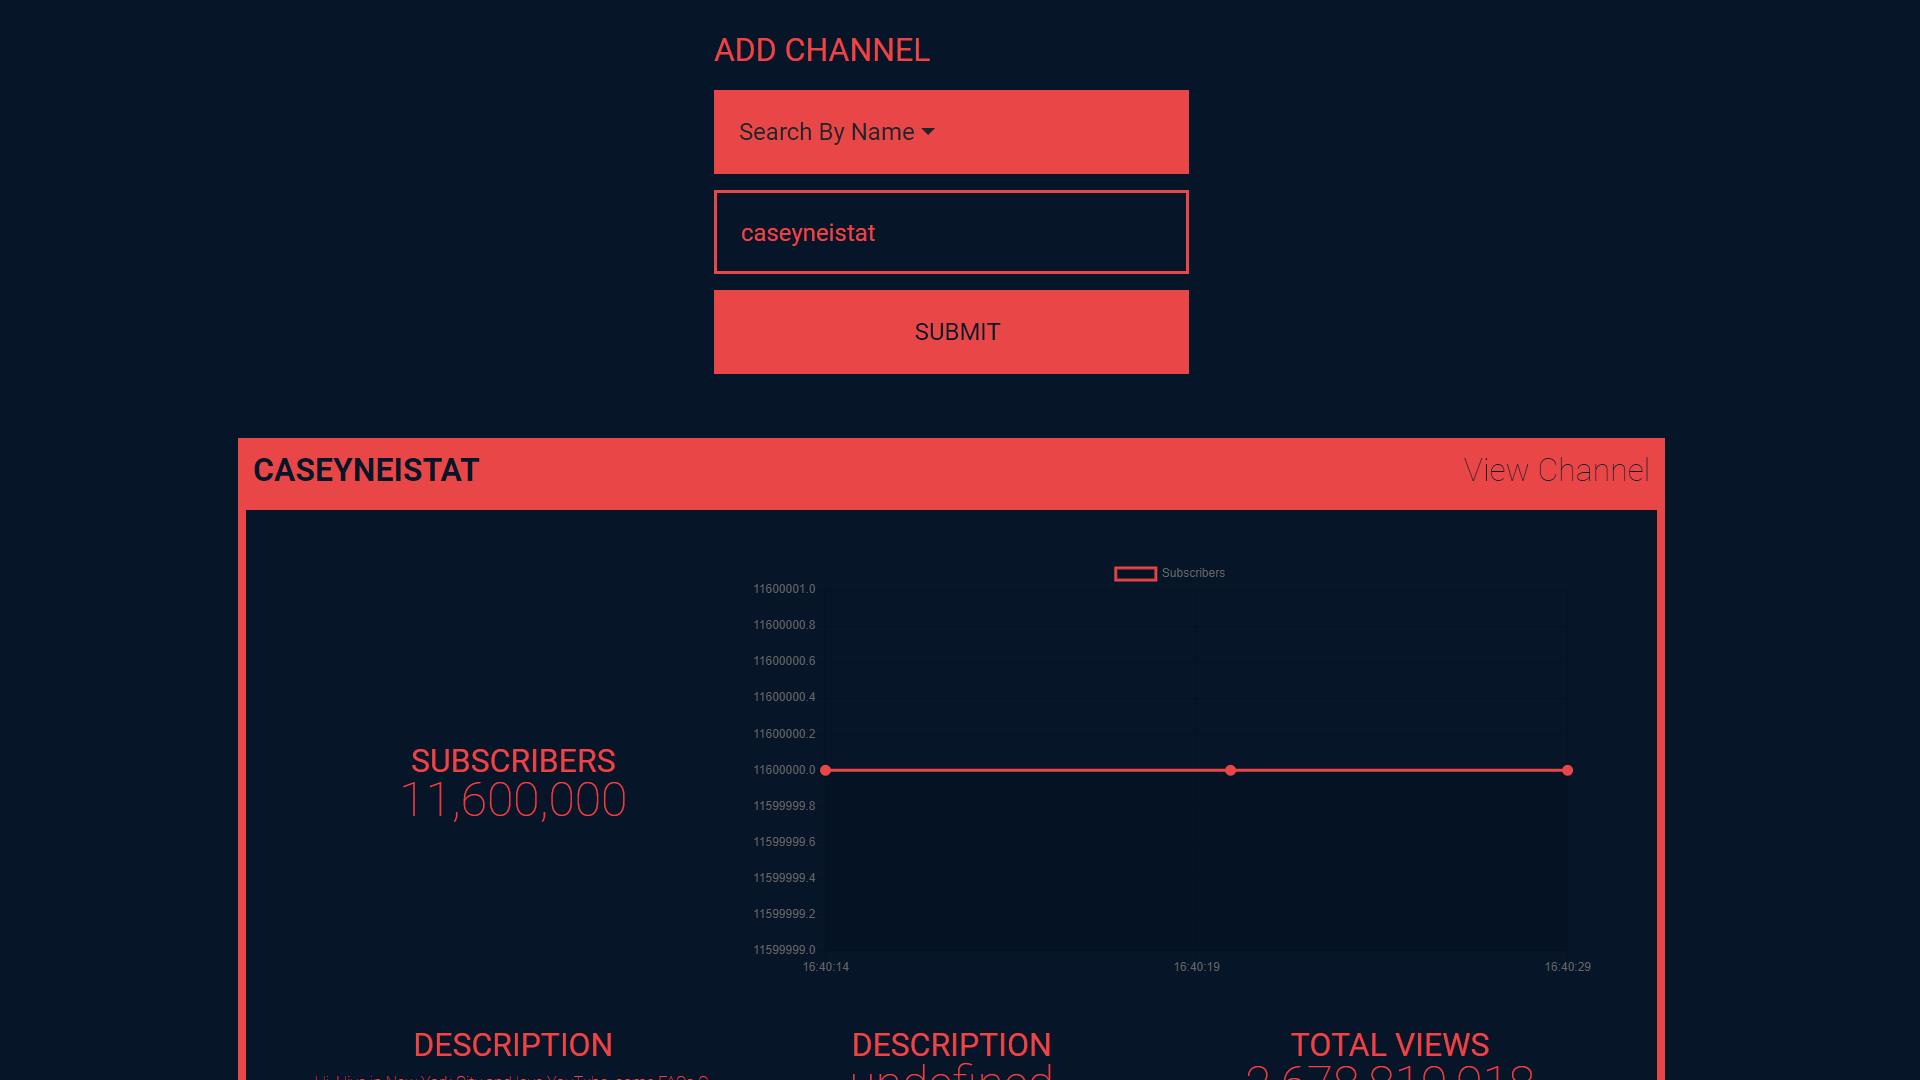 ADD CHANNEL
Search By Name
caseyneistat
SUBMIT
CASEYNEISTAT
View Channel
Subscribers
11600001.0
11600000.8
11600000.6
11600000.4
11600000.2
11600000.0
11599999.8
11599999.6
11599999.4
11599999.2
11599999.0
16:40:14 16:40:19 16:40:29
SUBSCRIBERS
11,600,000
DESCRIPTION DESCRIPTION TOTAL VIEWS
undefined